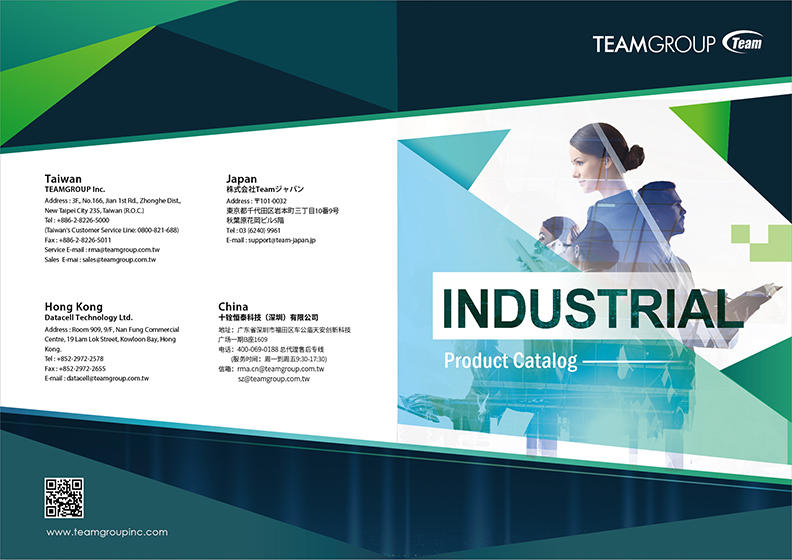 TEAMGROUP Team
Taiwan
TEAMGROUP Inc.
Address : 3F., No.166, Jian 1st Rd., Zhonghe Dist.,
New Taipei City 235, Taiwan (R.O.C.)
Tel : +886-2-8226-5000
(Taiwan's Customer Service Line: 0800-821-688)
Fax : +886-2-8226-5011
Service E-mail : rma@teamgroup.com.tw
Sales E-mai : sales@teamgroup.com.tw
Japan
株式会社Teamジャパン
Address : 〒101-0032
東京都千代田区岩本町三丁目10番9号
秋葉原花岡ビル5階
Tel : 03 (6240) 9961
E-mail : support@team-japan.jp
Hong Kong
Datacell Technology Ltd.
Address : Room 909, 9/F, Nan Fung Commercial
Centre, 19 Lam Lok Street, Kowloon Bay, Hong
Kong.
Tel : +852-2972-2578
Fax : +852-2972-2655
E-mail : datacell@teamgroup.com.tw
China
十铨恒泰科技（深圳）有限公司
地址：广东省深圳市福田区车公庙天安创新科技
广场一期B座1609
电话：400-069-0188 总代理售后专线
(服务时间：周一到周五9:30-17:30)
信箱：rma.cn@teamgroup.com.tw
sz@teamgroup.com.tw
INDUSTRIAL
Product Catalog
www.teamgroupinc.com